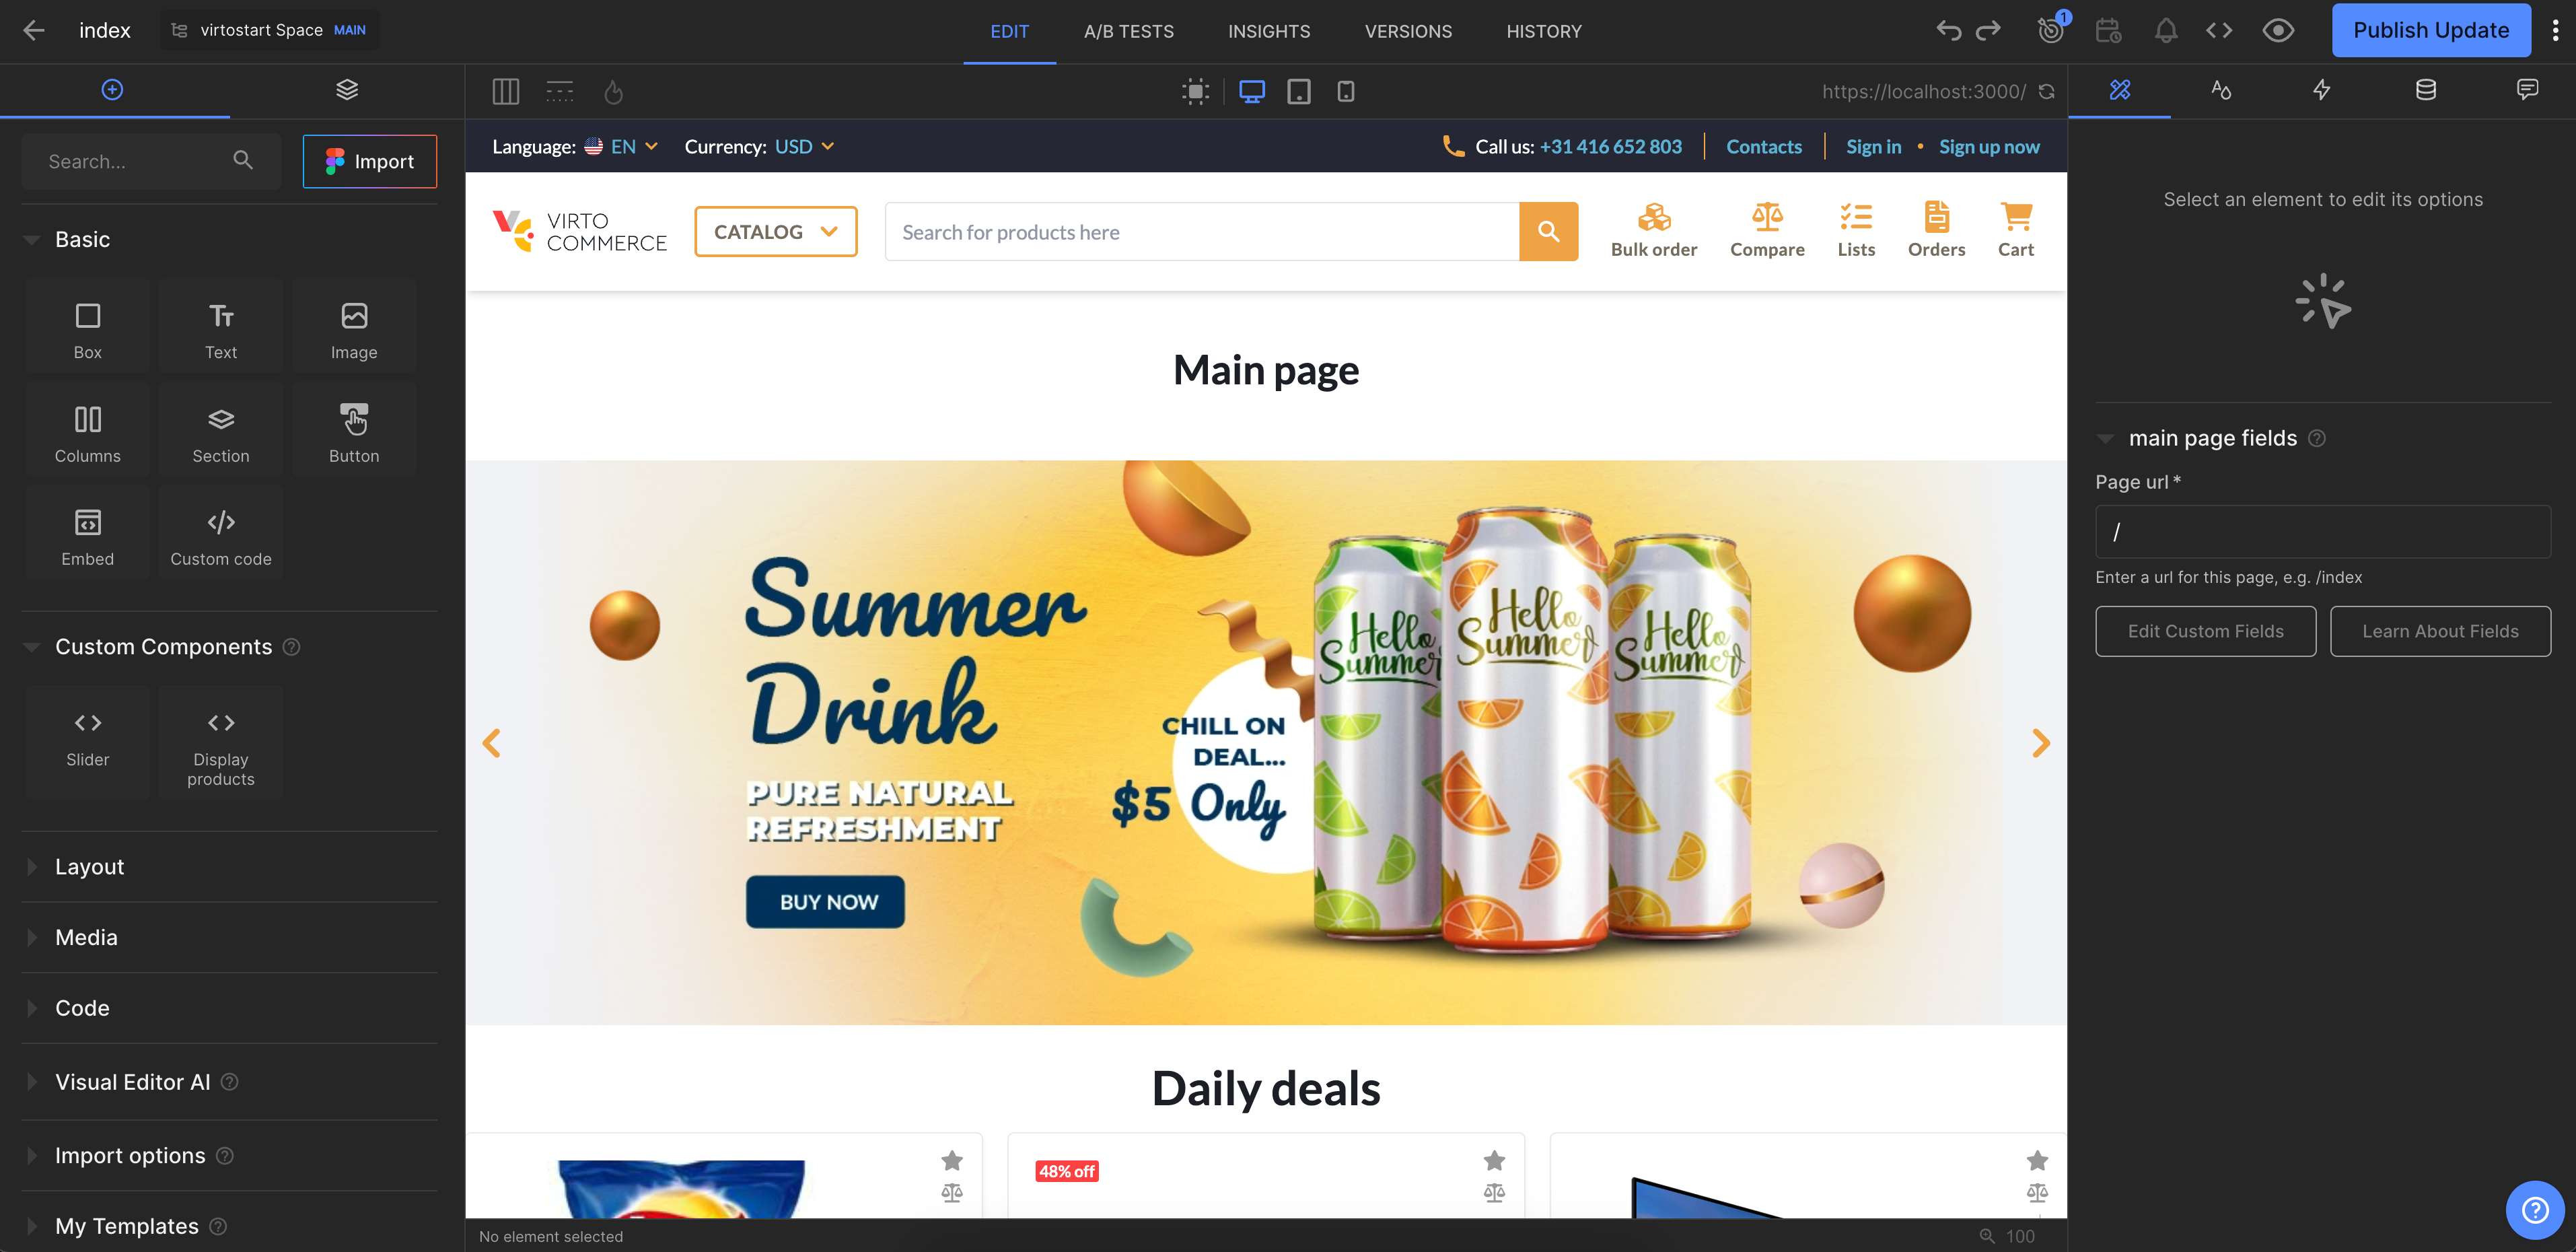 index
virtostart Space MAIN
EDIT
A/B TESTS
INSIGHTS
VERSIONS
HISTORY
1
Publish Update
https://localhost:3000/
Search...
Import
Basic
Box
Text
Image
Columns
Section
Button
Embed
Custom code
Custom Components
Slider
Display
products
Layout
Media
Code
Visual Editor AI
Import options
My Templates
Language: EN
Currency: USD
Call us: +31 416 652 803
Contacts
Sign in • Sign up now
VIRTO
COMMERCE
CATALOG
Search for products here
Bulk order
Compare
Lists
Orders
Cart
Main page
Summer
Drink
PURE NATURAL
REFRESHMENT
BUY NOW
CHILL ON
DEAL...
$5 Only
Hello
Summer
Hello
Summer
Hello
Summer
Daily deals
48% off
No element selected
100
Select an element to edit its options
main page fields
Page url*
/
Enter a url for this page, e.g. /index
Edit Custom Fields
Learn About Fields